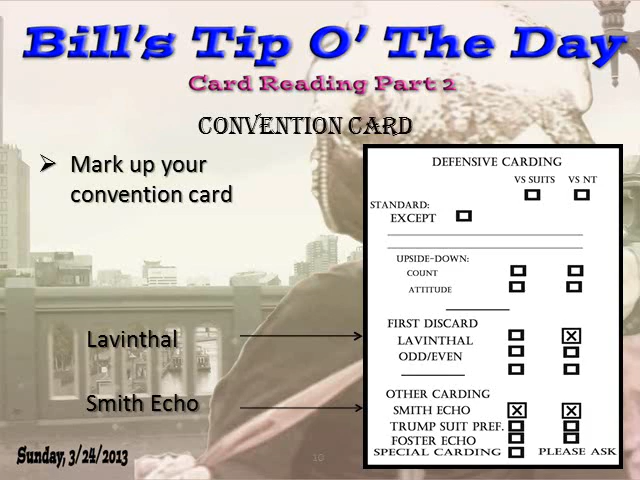 Bill's Tip O' The Day
Card Reading Part 2
CONVENTION CARD
Mark up your
convention card
Lavinthal
Smith Echo
DEFENSIVE CARDING
VS SUITS VS NT
STANDARD:
EXCEPT
UPSIDE-DOWN:
COUNT
ATTITUDE
FIRST DISCARD
LAVINTHAL
ODD/EVEN
OTHER CARDING
SMITH ECHO
TRUMP SUIT PREF.
FOSTER ECHO
SPECIAL CARDING PLEASE ASK
Sunday, 3/24/2013
10